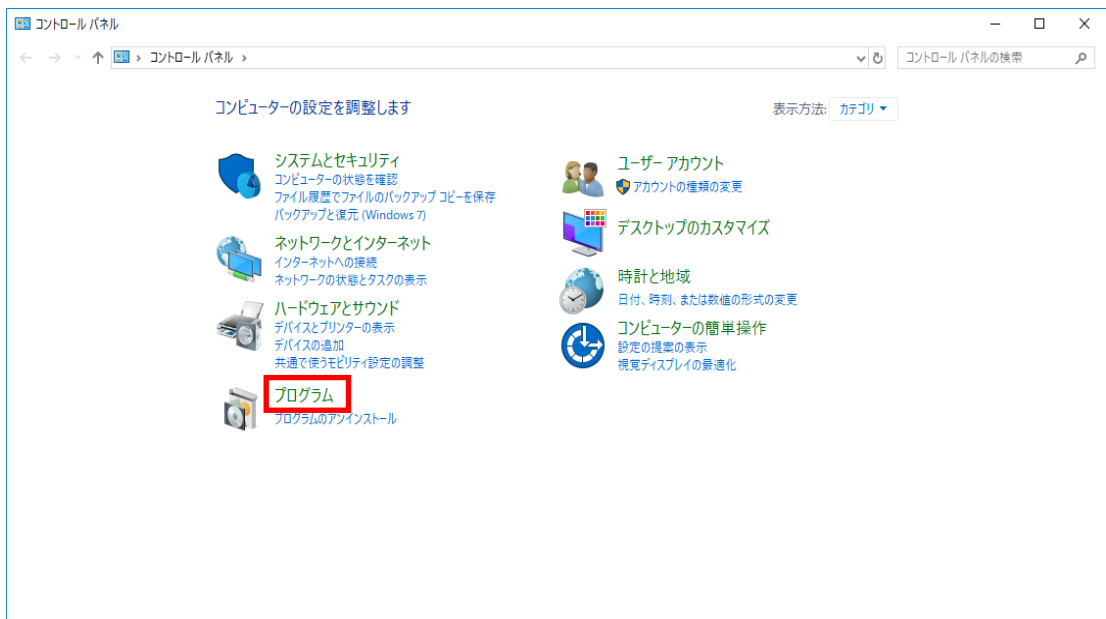 コントロール パネル
コントロール パネル
コントロール パネルの検索
コンピューターの設定を調整します
表示方法:
カテゴリ
システムとセキュリティ
コンピューターの状態を確認
ファイル履歴でファイルのバックアップ コピーを保存
バックアップと復元 (Windows 7)
ネットワークとインターネット
インターネットへの接続
ネットワークの状態とタスクの表示
ハードウェアとサウンド
デバイスとプリンターの表示
デバイスの追加
共通で使うモビリティ設定の調整
プログラム
プログラムのアンインストール
ユーザー アカウント
アカウントの種類の変更
デスクトップのカスタマイズ
時計と地域
日付、時刻、または数値の形式の変更
コンピューターの簡単操作
設定の提案の表示
視覚ディスプレイの最適化